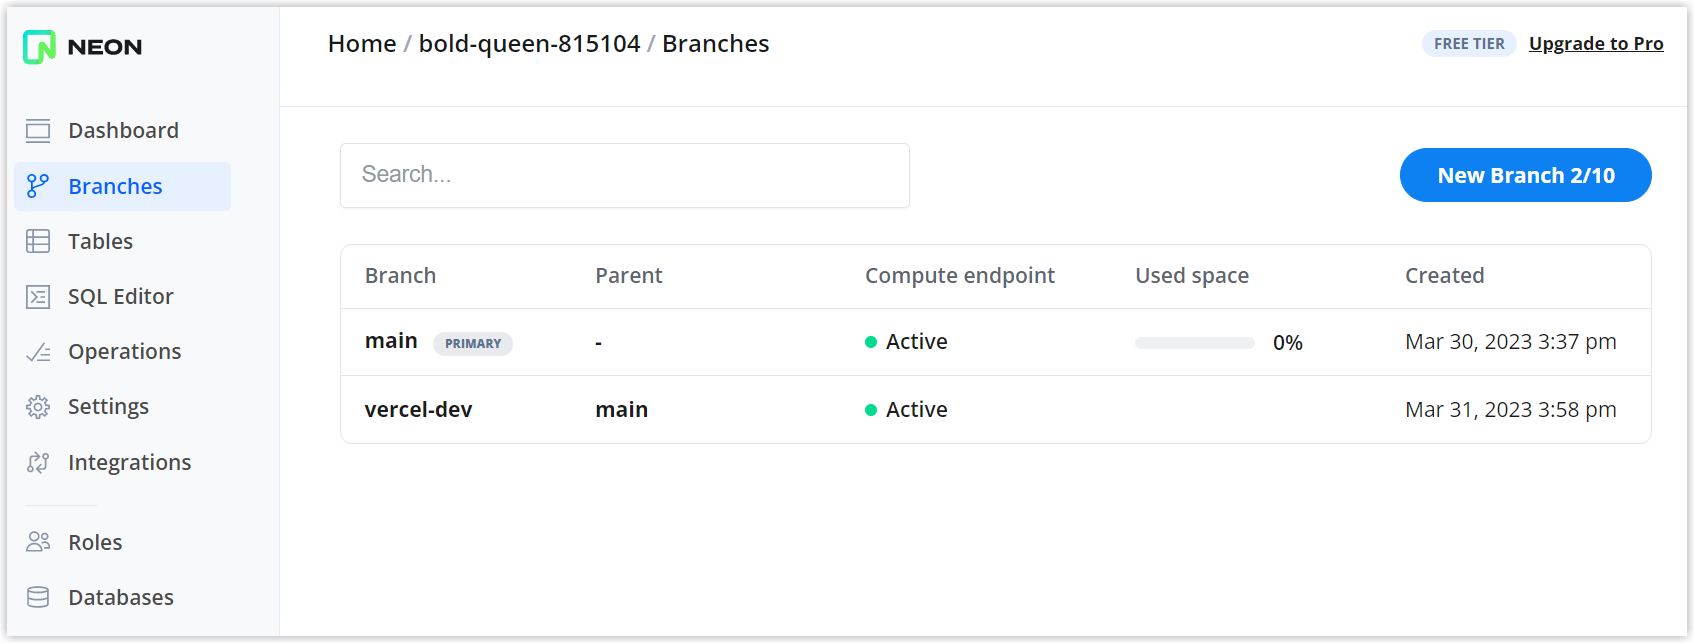 NEON
Home / bold-queen-815104 / Branches
FREE TIER Upgrade to Pro
Dashboard
Branches
Tables
SQL Editor
Operations
Settings
Integrations
Roles
Databases
Search...
New Branch 2/10
Branch Parent Compute endpoint Used space Created
main PRIMARY - Active 0% Mar 30, 2023 3:37 pm
vercel-dev main Active Mar 31, 2023 3:58 pm